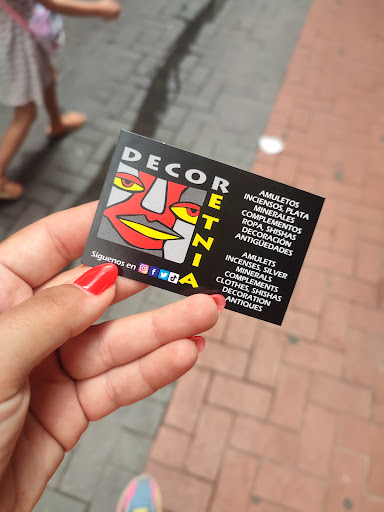 DECOR
ETNIA
Síguenos en
AMULETOS
INCIENSOS, PLATA
MINERALES
COMPLEMENTOS
ROPA, SHISHAS
DECORACIÓN
ANTIGÜEDADES
AMULETS
INCENSES, SILVER
MINERALS
COMPLEMENTS
CLOTHES, SHISHAS
DECORATION
ANTIQUES